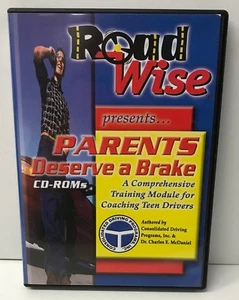 Road
Wise
presents...
PARENTS
Deserve a Brake
CD-ROMs
A Comprehensive
Training Module for
Coaching Teen Drivers
Authored by
Consolidated Driving
Programs, Inc. &
Dr. Charles E. McDaniel